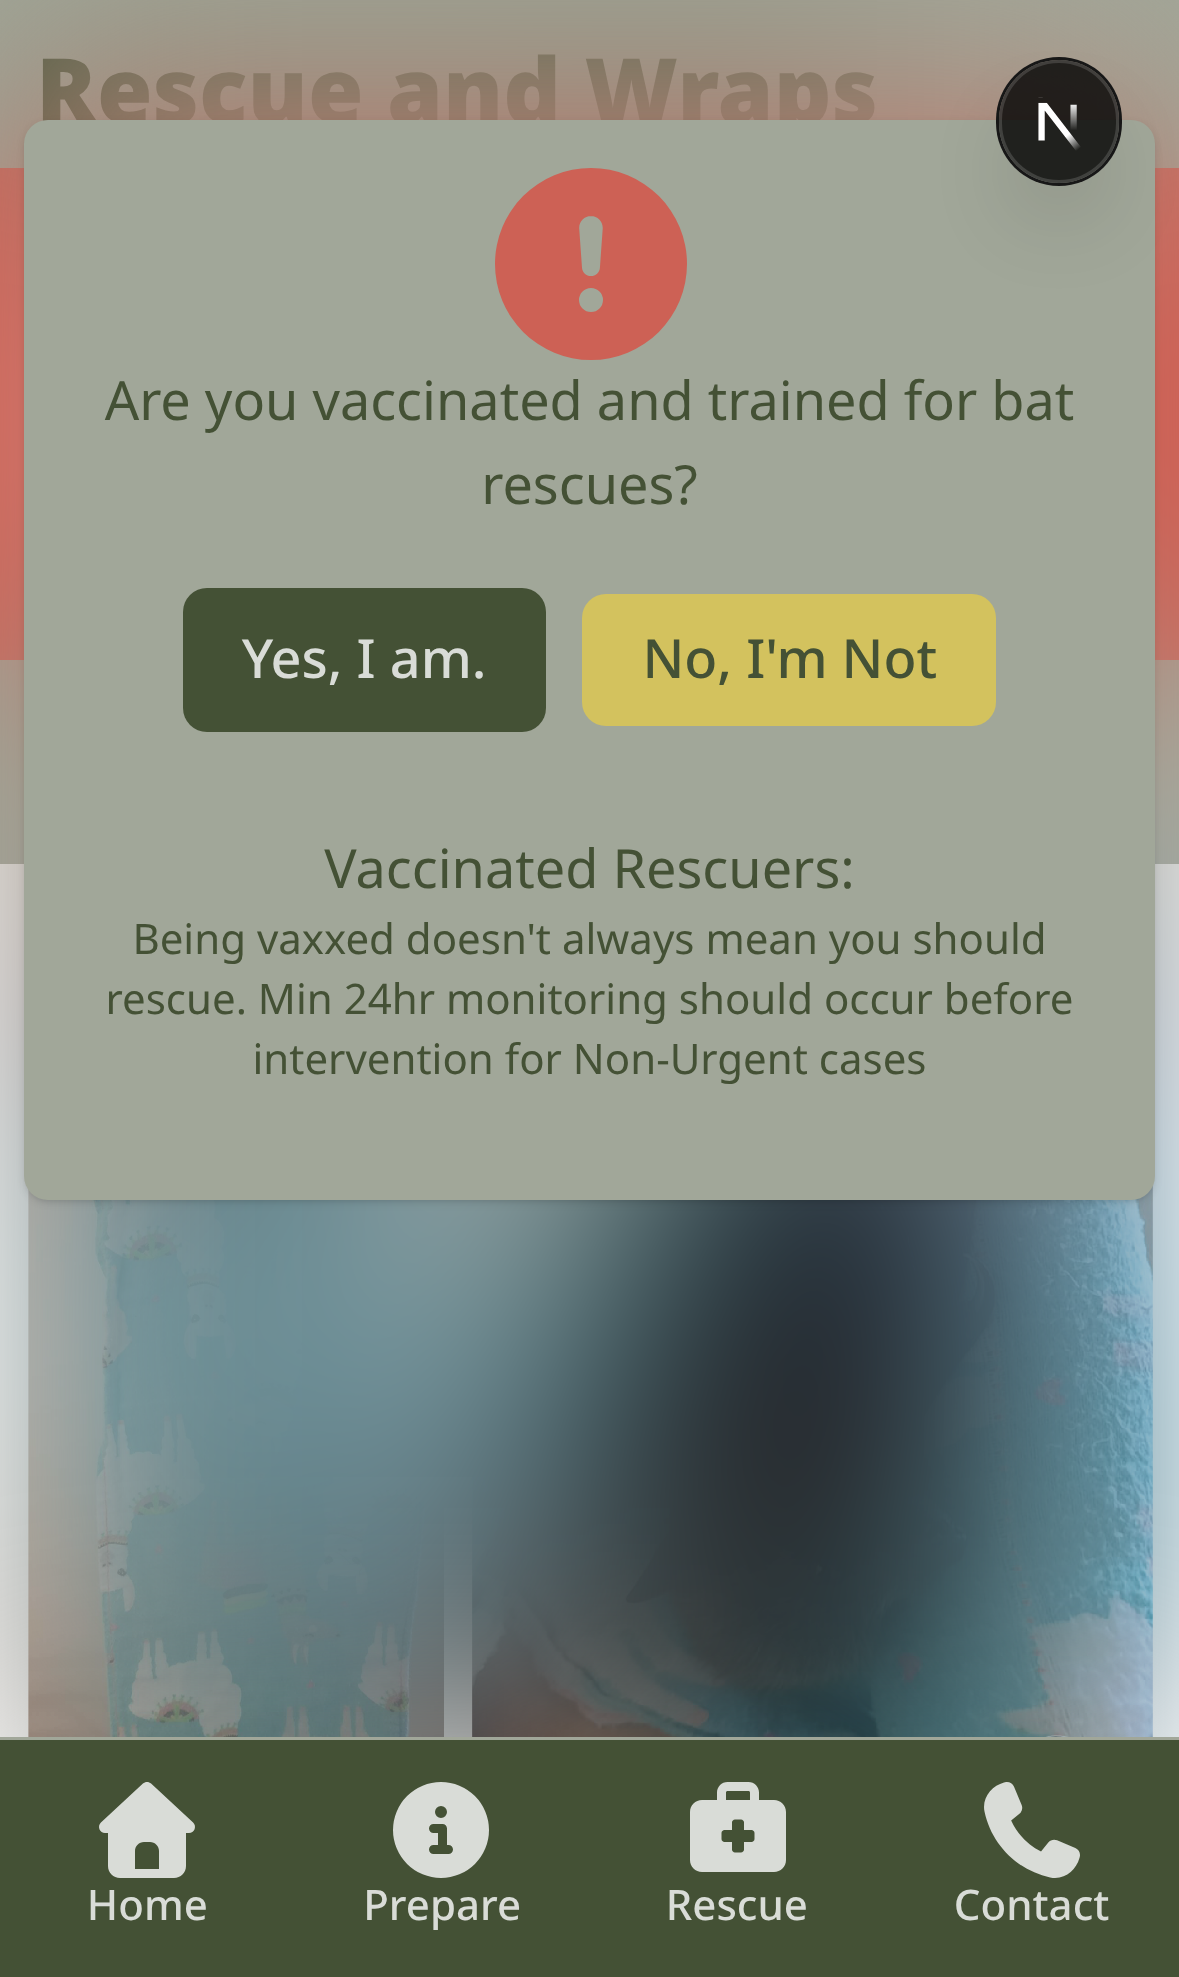 Rescue and Wraps
N
Are you vaccinated and trained for bat
rescues?
Yes, I am.
No, I'm Not
Vaccinated Rescuers:
Being vaxxed doesn't always mean you should
rescue. Min 24hr monitoring should occur before
intervention for Non-Urgent cases
Home
Prepare
Rescue
Contact